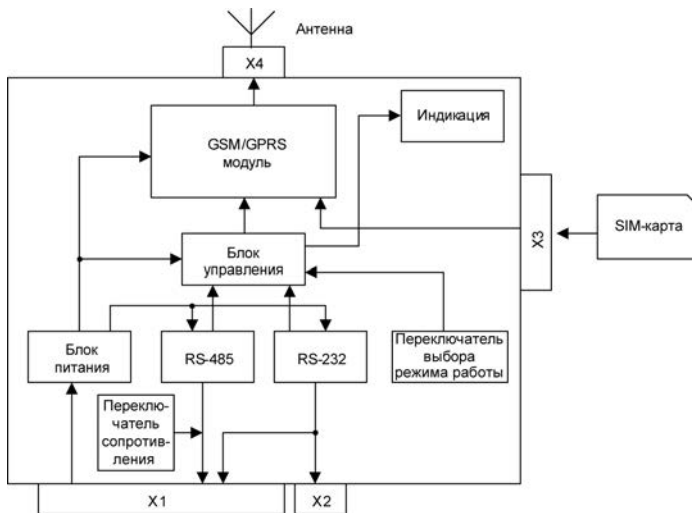 Антенна
X4
GSM/GPRS
модуль
Индикация
X3
SIM-карта
Блок
управления
Блок
питания
RS-485
RS-232
Переключатель
выбора
режима работы
Переклю-
чатель
сопротив-
ления
X1
X2